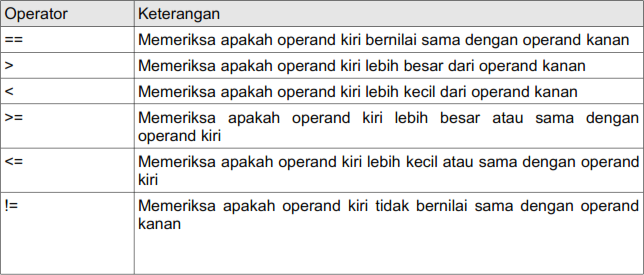 Operator Keterangan
== Memeriksa apakah operand kiri bernilai sama dengan operand kanan
> Memeriksa apakah operand kiri lebih besar dari operand kanan
< Memeriksa apakah operand kiri lebih kecil dari operand kanan
>= Memeriksa apakah operand kiri lebih besar atau sama dengan
operand kiri
<= Memeriksa apakah operand kiri lebih kecil atau sama dengan operand
kiri
!= Memeriksa apakah operand kiri tidak bernilai sama dengan operand
kanan